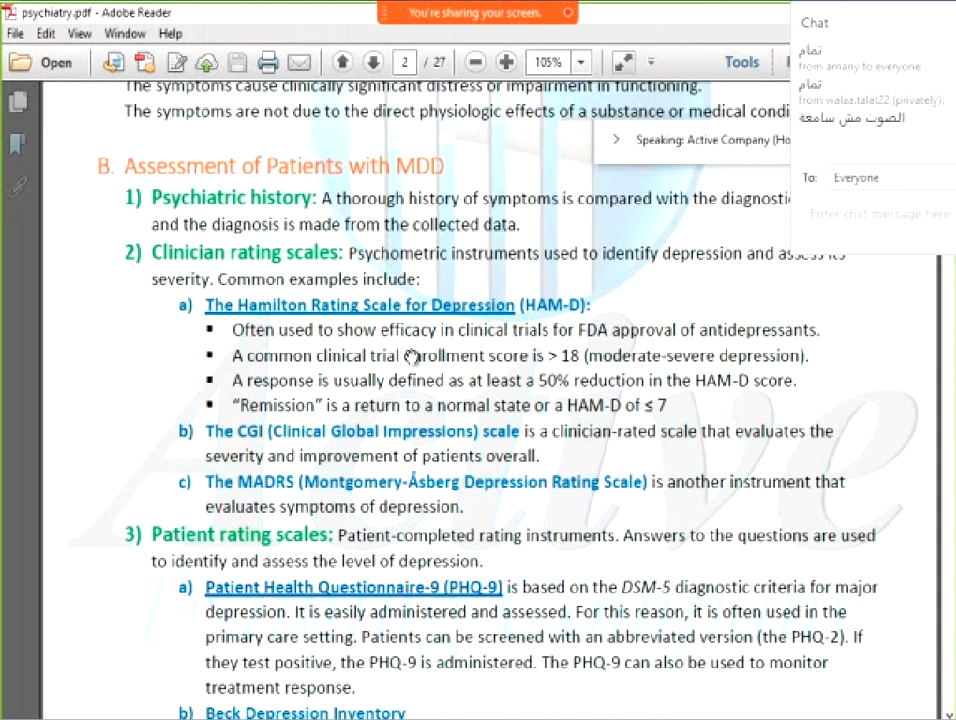 psychiatry.pdf - Adobe Reader
You're sharing your screen.
File Edit View Window Help
Open 2 / 27 105% Tools
Chat
تمام
from amany to everyone
تمام
from walaa.talat22 (privately):
الصوت مش سامعة
To: Everyone
Enter chat message here
Speaking: Active Company (Ho
The symptoms cause clinically significant distress or impairment in functioning.
The symptoms are not due to the direct physiologic effects of a substance or medical condi
B. Assessment of Patients with MDD
1) Psychiatric history: A thorough history of symptoms is compared with the diagnosti
and the diagnosis is made from the collected data.
2) Clinician rating scales: Psychometric instruments used to identify depression and assess its
severity. Common examples include:
a) The Hamilton Rating Scale for Depression (HAM-D):
▪ Often used to show efficacy in clinical trials for FDA approval of antidepressants.
▪ A common clinical trial enrollment score is > 18 (moderate-severe depression).
▪ A response is usually defined as at least a 50% reduction in the HAM-D score.
▪ “Remission” is a return to a normal state or a HAM-D of ≤ 7
b) The CGI (Clinical Global Impressions) scale is a clinician-rated scale that evaluates the
severity and improvement of patients overall.
c) The MADRS (Montgomery-Åsberg Depression Rating Scale) is another instrument that
evaluates symptoms of depression.
3) Patient rating scales: Patient-completed rating instruments. Answers to the questions are used
to identify and assess the level of depression.
a) Patient Health Questionnaire-9 (PHQ-9) is based on the DSM-5 diagnostic criteria for major
depression. It is easily administered and assessed. For this reason, it is often used in the
primary care setting. Patients can be screened with an abbreviated version (the PHQ-2). If
they test positive, the PHQ-9 is administered. The PHQ-9 can also be used to monitor
treatment response.
b) Beck Depression Inventory
Active